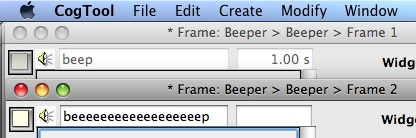 CogTool File Edit Create Modify Window
* Frame: Beeper > Beeper > Frame 1
beep 1.00 s Widg
* Frame: Beeper > Beeper > Frame 2
beeeeeeeeeeeeeeeeeep Widg